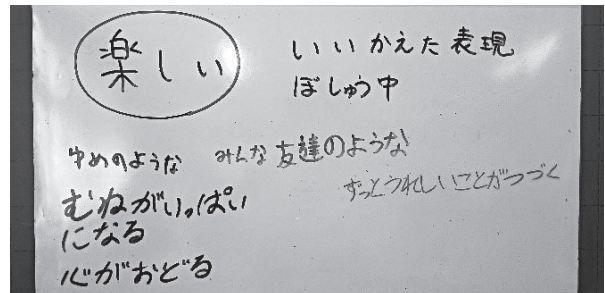 楽しい
いいかえた表現
ぼしゅう中
ゆめのような
みんな友達のような
ずっとうれしいことがつづく
むねがいっぱい
になる
心がおどる